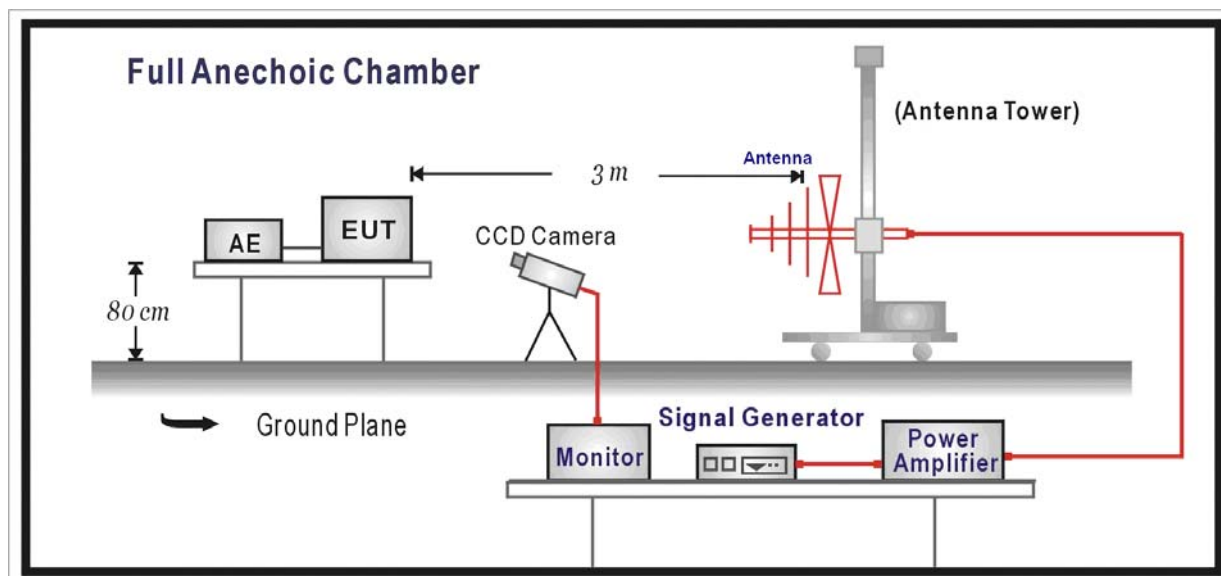 Full Anechoic Chamber
(Antenna Tower)
Antenna
3 m
AE
EUT
CCD Camera
80 cm
Ground Plane
Signal Generator
Monitor
Power
Amplifier